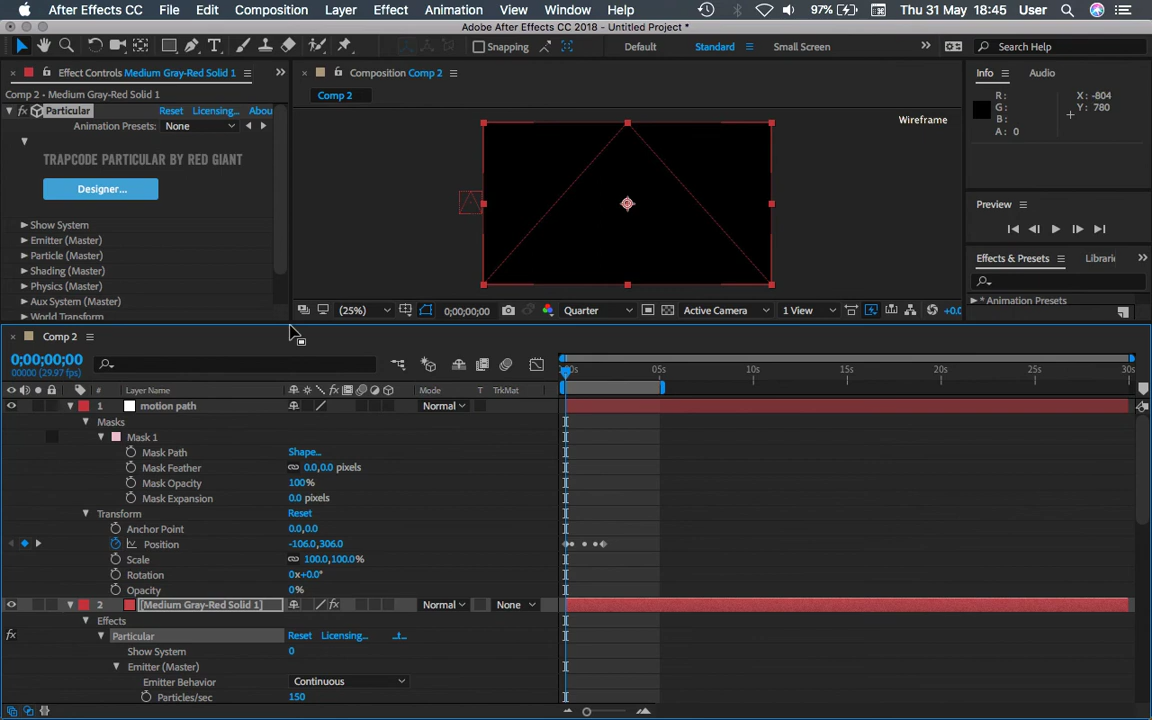 After Effects CC File Edit Composition Layer Effect Animation View Window Help 97% Thu 31 May 18:45 User
Adobe After Effects CC 2018 - Untitled Project *
Snapping Default Standard Small Screen Search Help
Effect Controls Medium Gray-Red Solid 1
Comp 2 • Medium Gray-Red Solid 1
fx Particular Reset Licensing... Abou
Animation Presets: None
TRAPCODE PARTICULAR BY RED GIANT
Designer...
Show System
Emitter (Master)
Particle (Master)
Shading (Master)
Physics (Master)
Aux System (Master)
World Transform
Composition Comp 2
Comp 2
Wireframe
(25%) 0;00;00;00 Quarter Active Camera 1 View +0.0
Info Audio
R: X: -804
G: Y: 780
B:
A: 0
Preview
Effects & Presets Librari
* Animation Presets
Comp 2
0;00;00;00
00000 (29.97 fps)
# Layer Name Mode T TrkMat
:00s 05s 10s 15s 20s 25s 30s
1 motion path Normal
Masks
Mask 1
Mask Path Shape...
Mask Feather 0.0,0.0 pixels
Mask Opacity 100%
Mask Expansion 0.0 pixels
Transform Reset
Anchor Point 0.0,0.0
Position -106.0,306.0
Scale 100.0,100.0%
Rotation 0x+0.0°
Opacity 0%
2 [Medium Gray-Red Solid 1] fx Normal None
Effects
fx Particular Reset Licensing...
Show System 0
Emitter (Master)
Emitter Behavior Continuous
Particles/sec 150